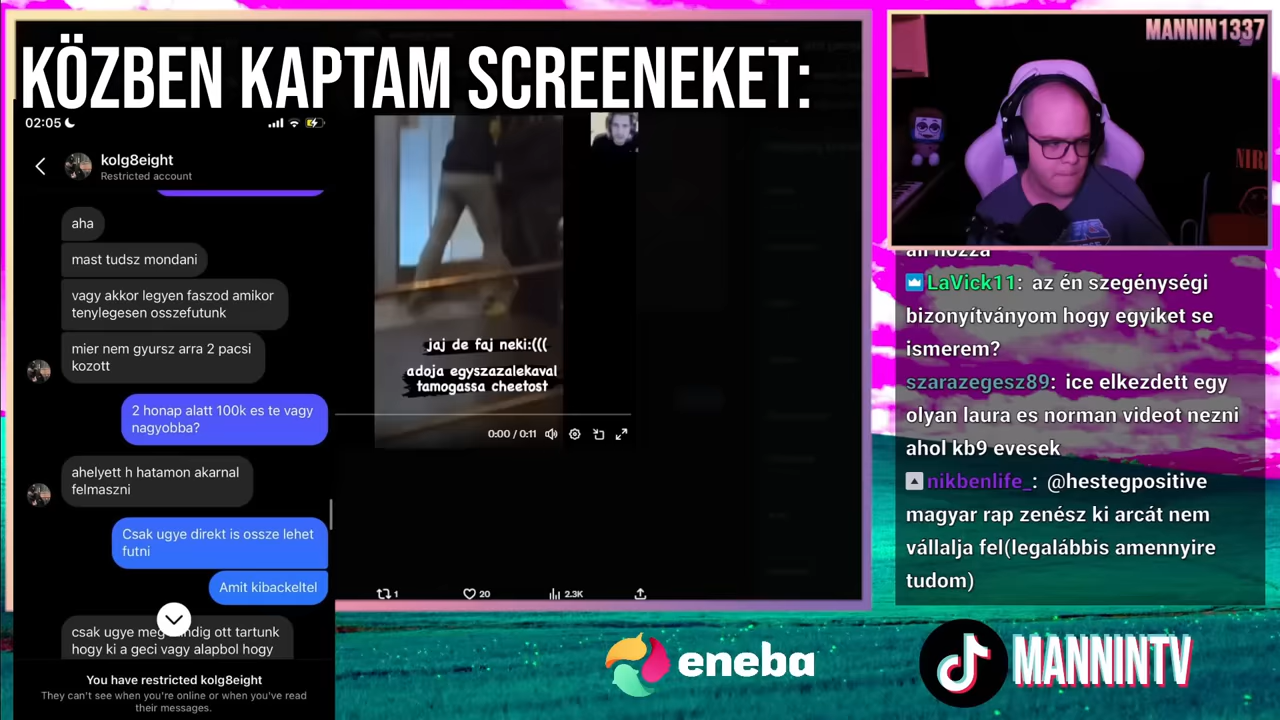 KÖZBEN KAPTAM SCREENEKET:
02:05
kolg8eight
Restricted account
aha
mast tudsz mondani
vagy akkor legyen faszod amikor
tenylegesen osszefutunk
mier nem gyursz arra 2 pacsi
kozott
2 honap alatt 100k es te vagy
nagyobba?
ahelyett h hatamon akarnal
felmaszni
Csak ugye direkt is ossze lehet
futni
Amit kibackeltel
csak ugye ott tartunk
hogy ki a geci vagy alapbol hogy
You have restricted kolg8eight
They can't see when you're online or when you've read
their messages.
jaj de faj neki:(((
adoja egyszazalekaval
tamogassa cheetost
0:00 / 0:11
1
20
2.3K
MANNIN1337
LaVick11: az én szegénységi
bizonyítványom hogy egyiket se
ismerem?
szarazegesz89: ice elkezdett egy
olyan laura es norman videot nezni
ahol kb9 evesek
nikbenlife_: @hestegpositive
magyar rap zenész ki arcát nem
vállalja fel(legalábbis amennyire
tudom)
eneba
MANNINTV